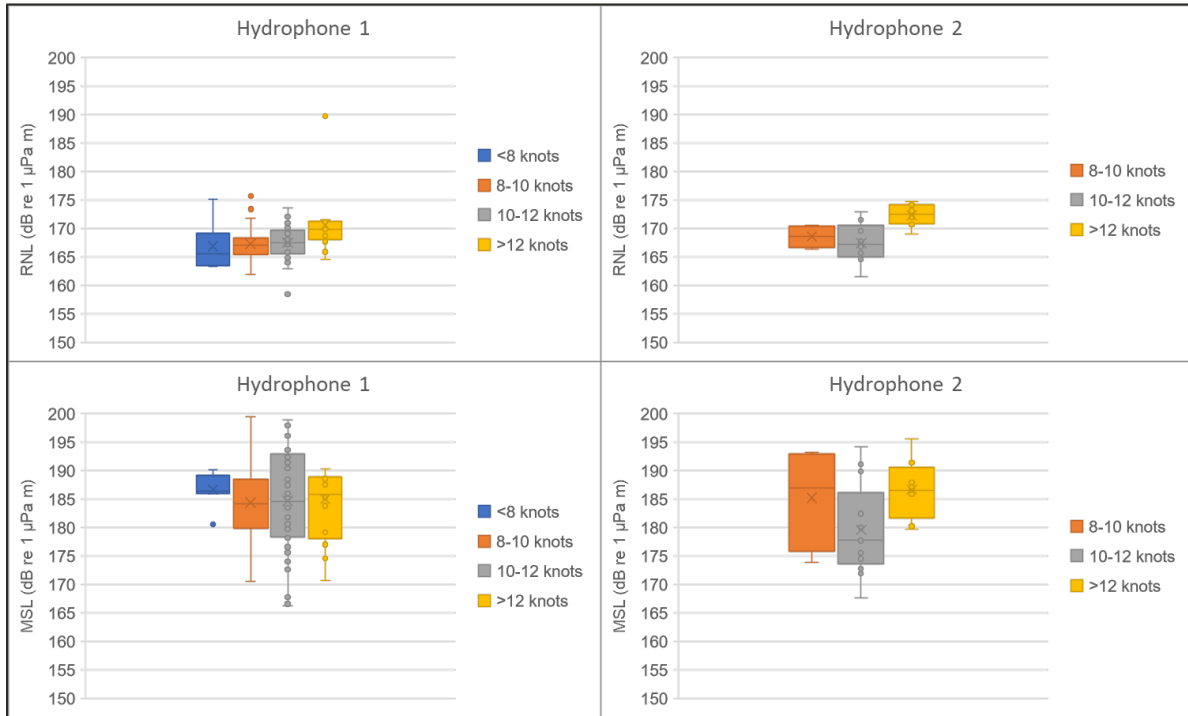 Hydrophone 1
200
195
190
185
180
175
170
165
160
155
150
RNL (dB re 1 µPa m)
<8 knots
8-10 knots
10-12 knots
>12 knots
Hydrophone 2
200
195
190
185
180
175
170
165
160
155
150
RNL (dB re 1 µPa m)
8-10 knots
10-12 knots
>12 knots
Hydrophone 1
200
195
190
185
180
175
170
165
160
155
150
MSL (dB re 1 µPa m)
<8 knots
8-10 knots
10-12 knots
>12 knots
Hydrophone 2
200
195
190
185
180
175
170
165
160
155
150
MSL (dB re 1 µPa m)
8-10 knots
10-12 knots
>12 knots